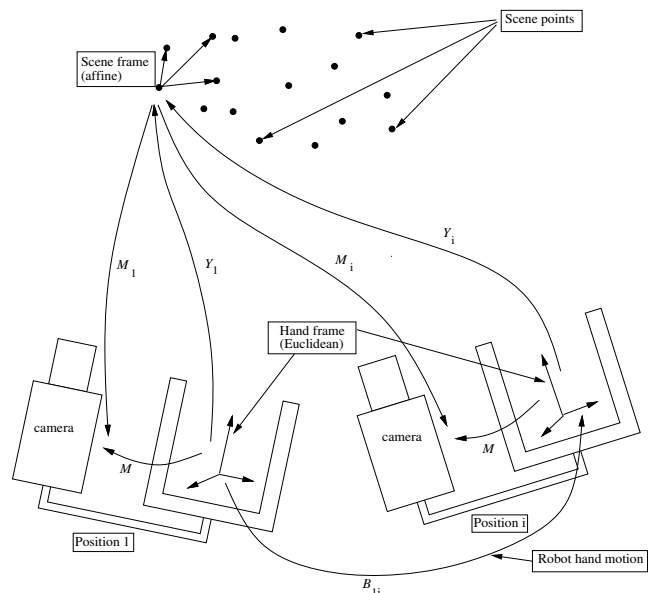 Scene points
Scene frame
(affine)
Y i
M 1
Y 1
M i
Hand frame
(Euclidean)
camera
camera
M
M
Position 1
Position i
Robot hand motion
B 1i